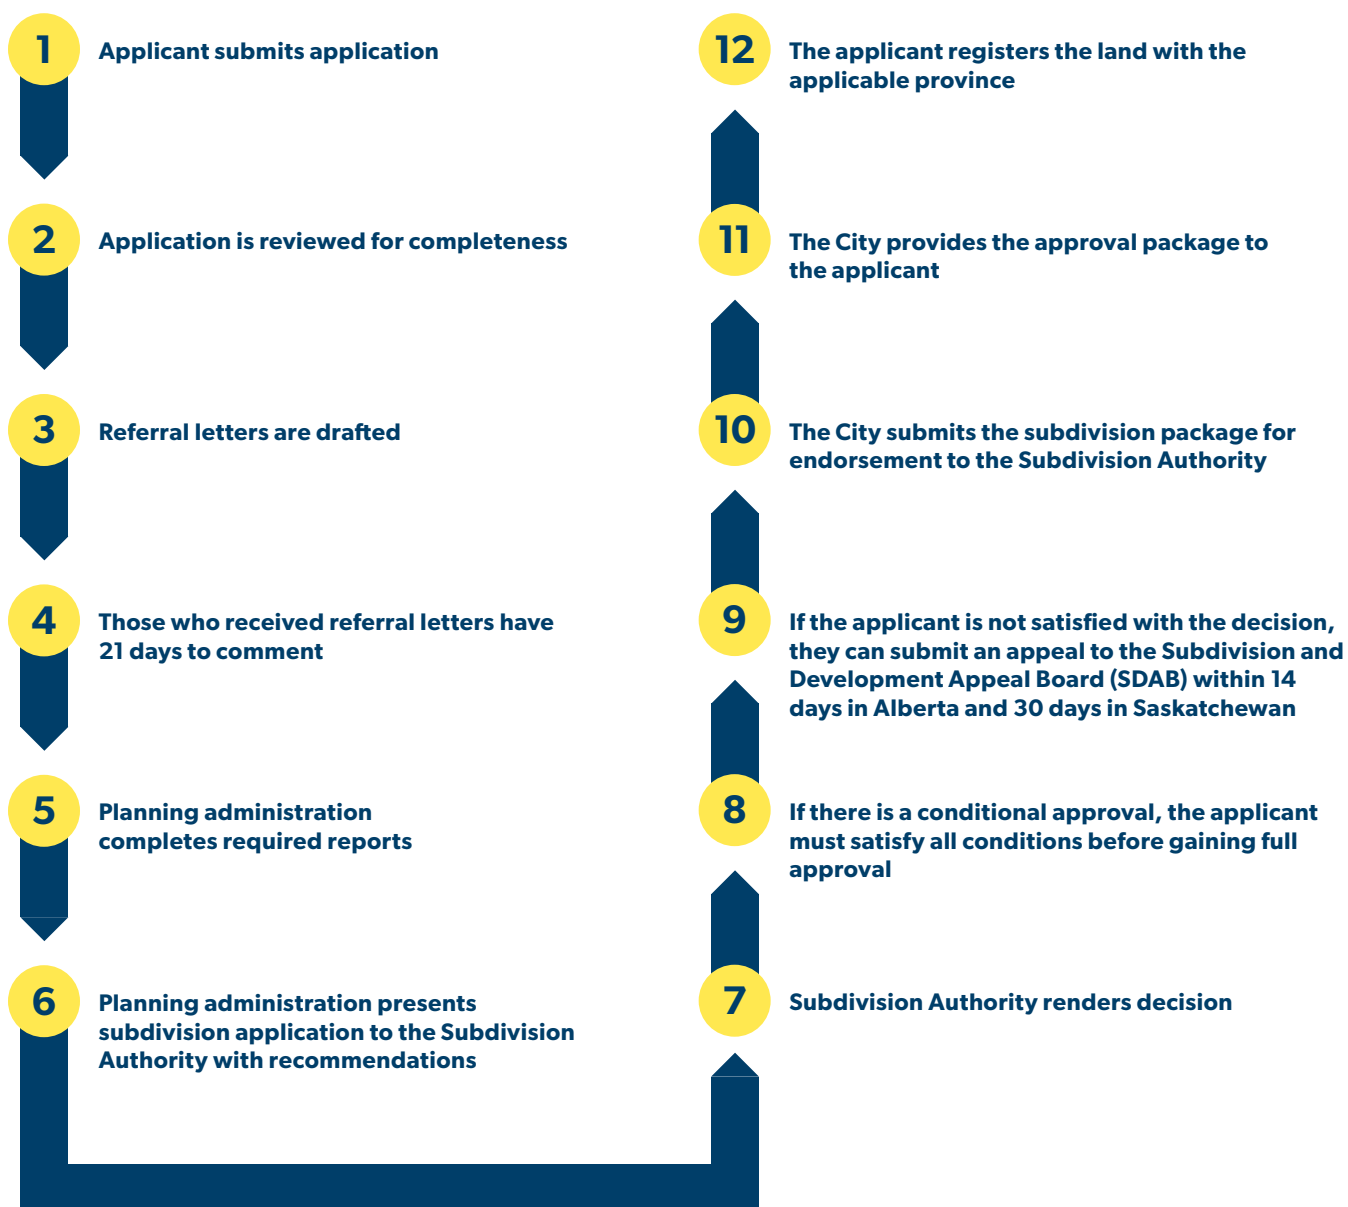 1
Applicant submits application
2
Application is reviewed for completeness
3
Referral letters are drafted
4
Those who received referral letters have
21 days to comment
5
Planning administration
completes required reports
6
Planning administration presents
subdivision application to the Subdivision
Authority with recommendations
7
Subdivision Authority renders decision
8
If there is a conditional approval, the applicant
must satisfy all conditions before gaining full
approval
9
If the applicant is not satisfied with the decision,
they can submit an appeal to the Subdivision and
Development Appeal Board (SDAB) within 14
days in Alberta and 30 days in Saskatchewan
10
The City submits the subdivision package for
endorsement to the Subdivision Authority
11
The City provides the approval package to
the applicant
12
The applicant registers the land with the
applicable province